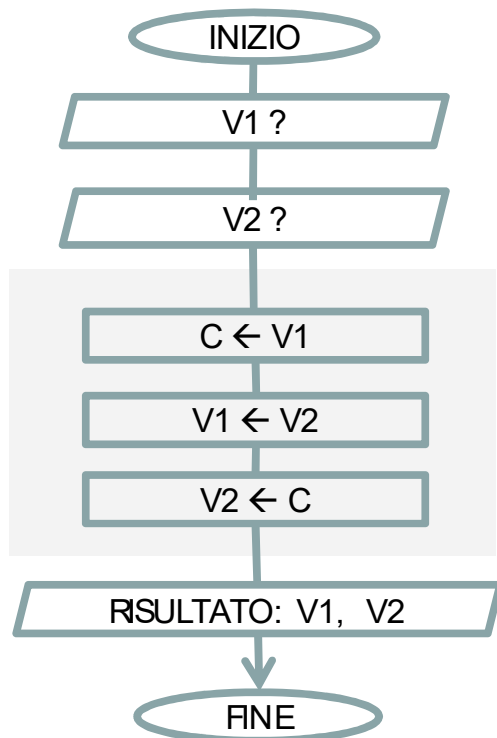 INIZIO
V1 ?
V2 ?
C ← V1
V1 ← V2
V2 ← C
RISULTATO: V1, V2
FINE